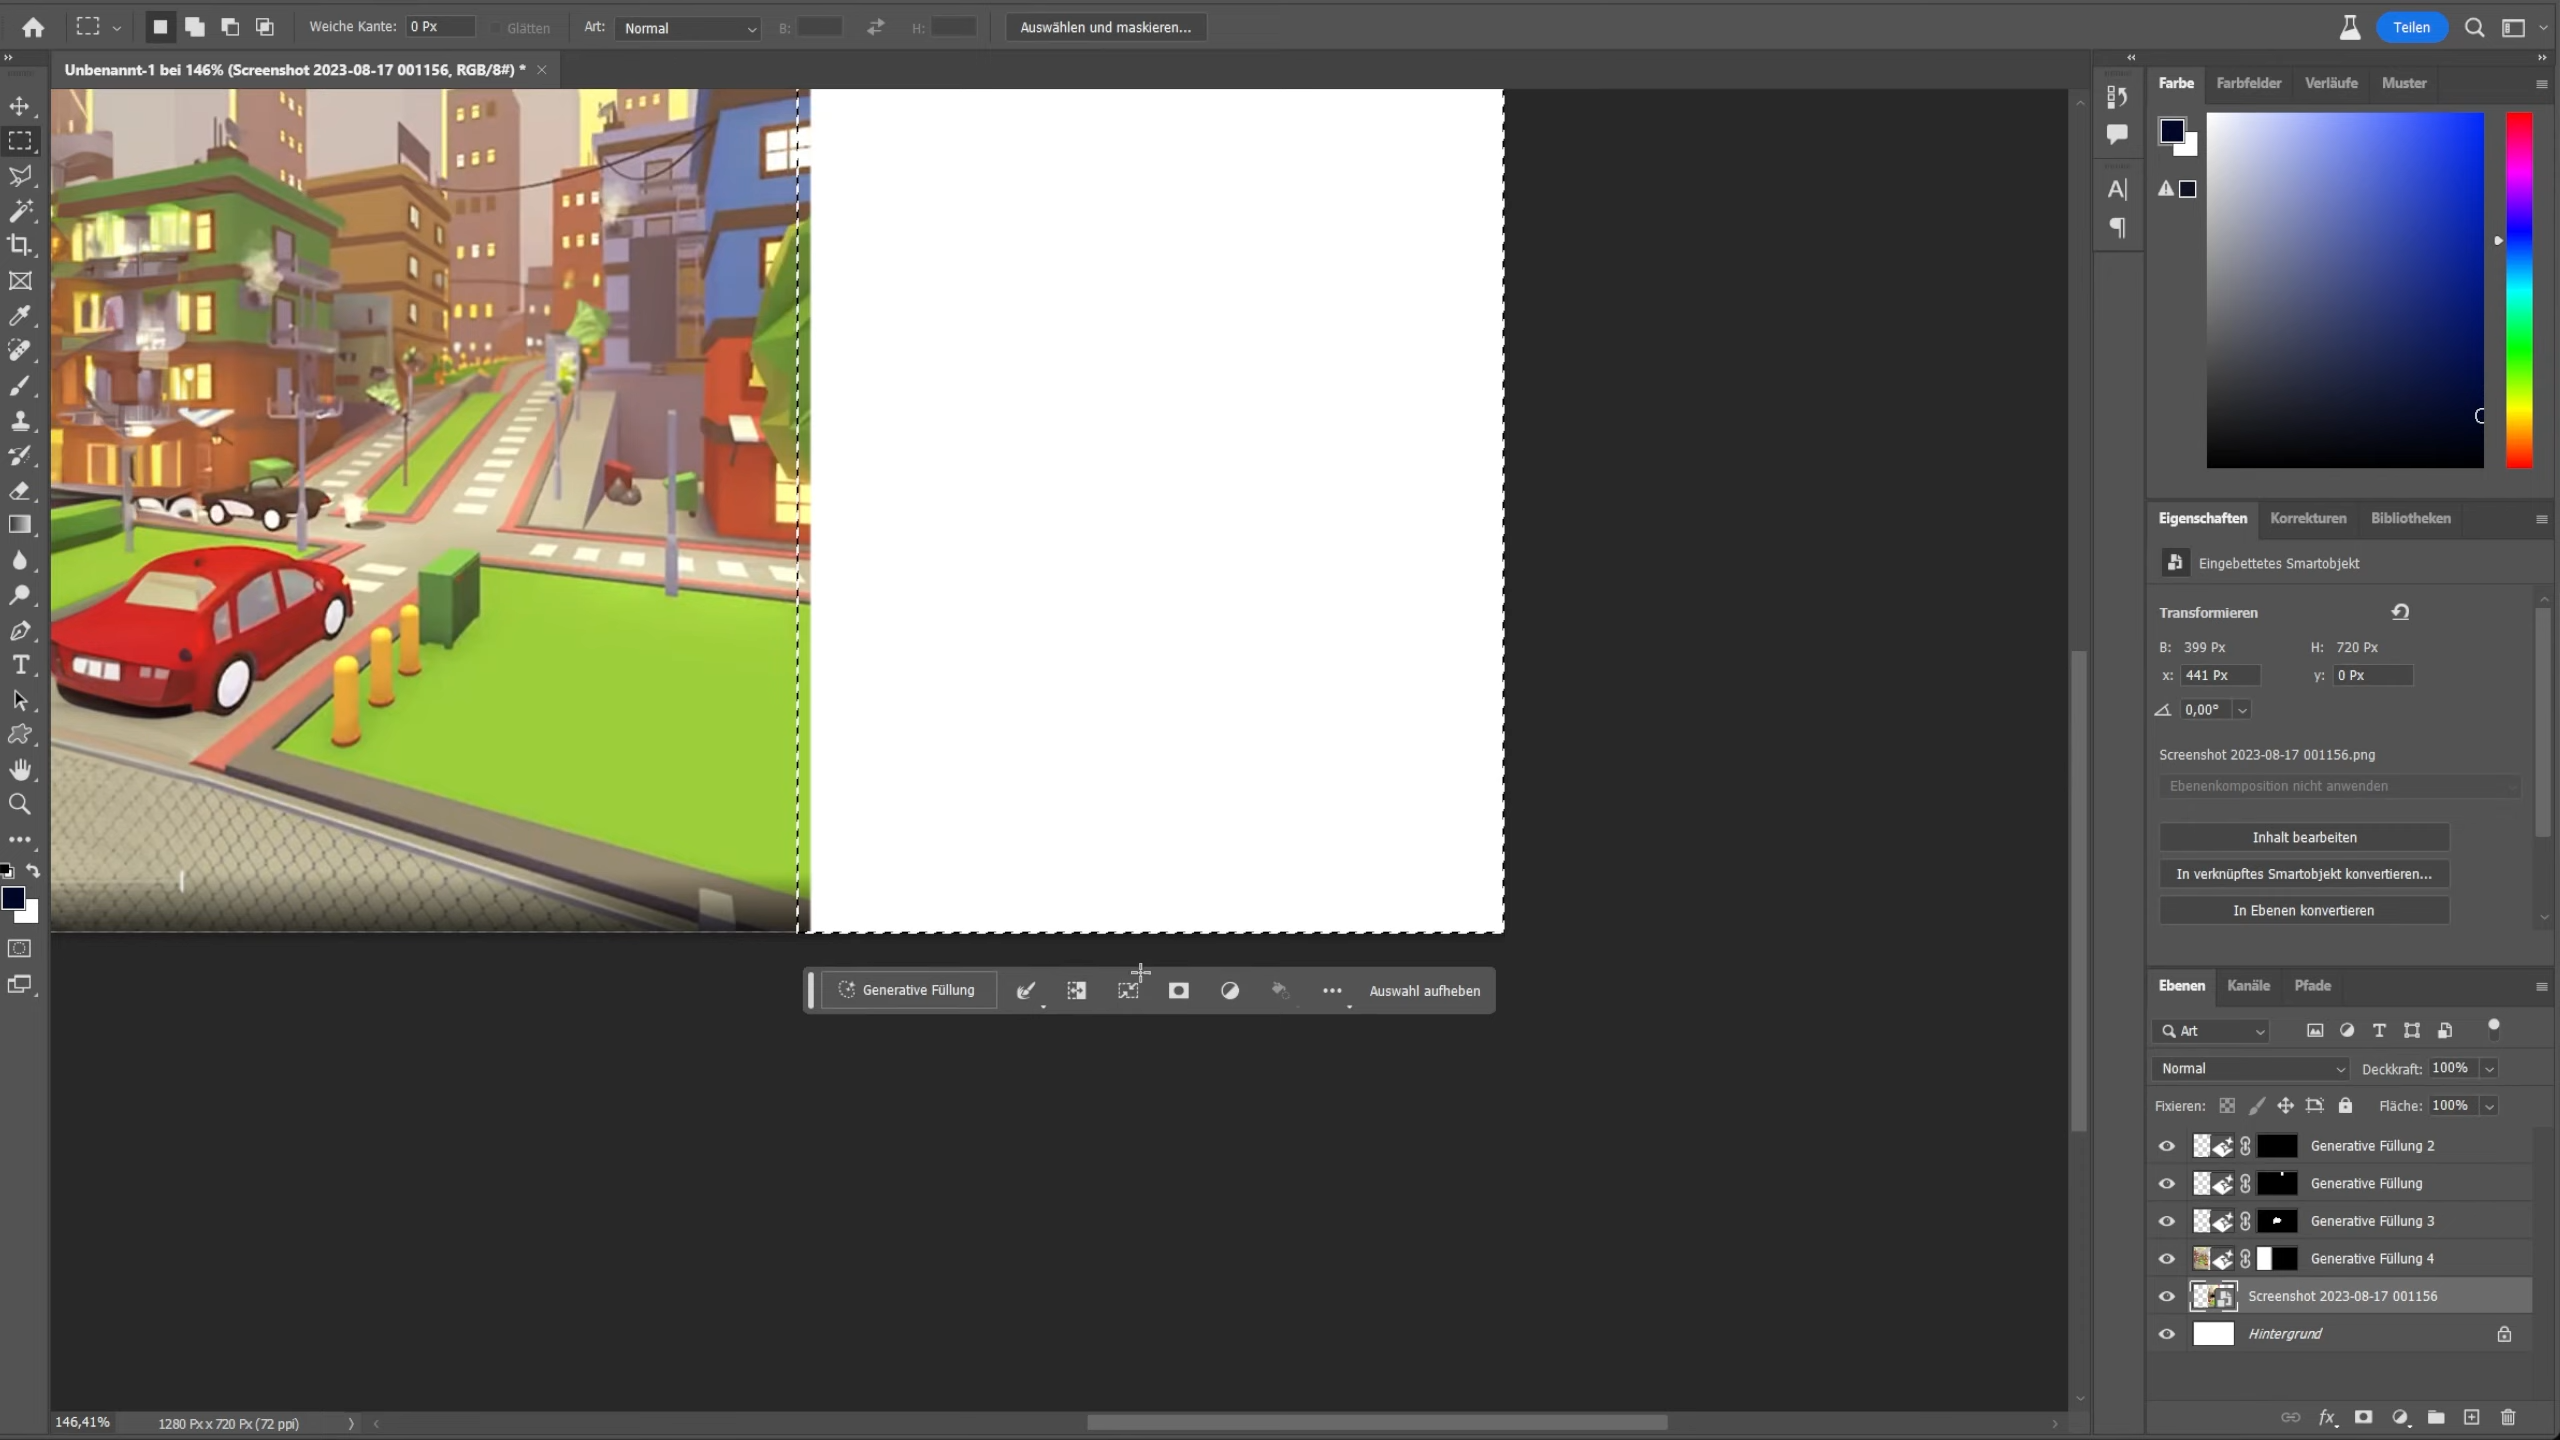 Weiche Kante: 0 Px Glätten Art: Normal B: H: Auswählen und maskieren... Teilen
Unbenannt-1 bei 146% (Screenshot 2023-08-17 001156, RGB/8#) *
Farbe Farbfelder Verläufe Muster
Eigenschaften Korrekturen Bibliotheken
Eingebettetes Smartobjekt
Transformieren
B: 399 Px H: 720 Px
x: 441 Px y: 0 Px
0,00°
Screenshot 2023-08-17 001156.png
Ebenenkomposition nicht anwenden
Inhalt bearbeiten
In verknüpftes Smartobjekt konvertieren...
In Ebenen konvertieren
Generative Füllung Auswahl aufheben
Ebenen Kanäle Pfade
Art
Normal Deckkraft: 100%
Fixieren: Fläche: 100%
Generative Füllung 2
Generative Füllung
Generative Füllung 3
Generative Füllung 4
Screenshot 2023-08-17 001156
Hintergrund
146,41% 1280 Px x 720 Px (72 ppi)